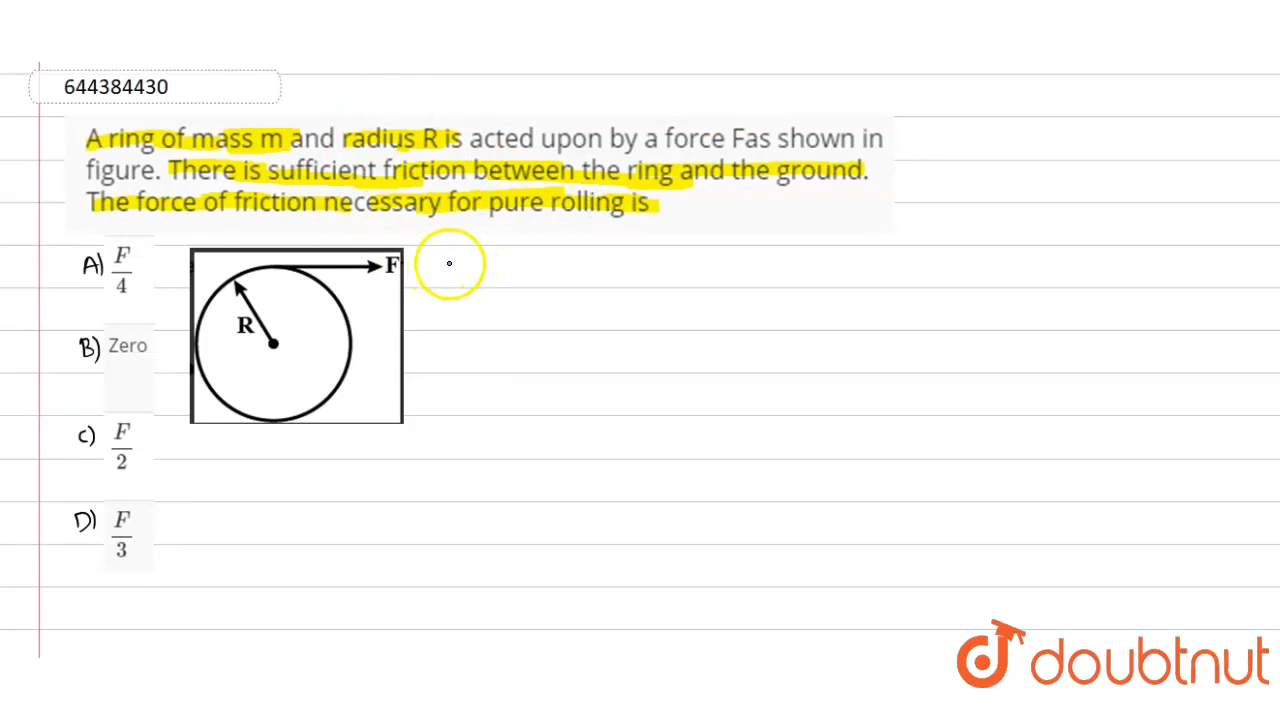 644384430
A ring of mass m and radius R is acted upon by a force Fas shown in
figure. There is sufficient friction between the ring and the ground.
The force of friction necessary for pure rolling is
A) F/4
F
R
B) Zero
C) F/2
D) F/3
doubtnut